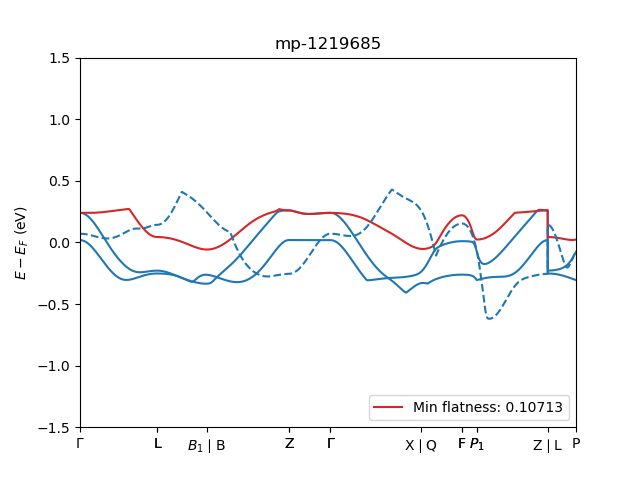 mp-1219685
1.5
1.0
0.5
0.0
−0.5
−1.0
−1.5
E − E_F (eV)
Min flatness: 0.10713
Γ L B₁ | B Z Γ X | Q F P₁ Z | L P